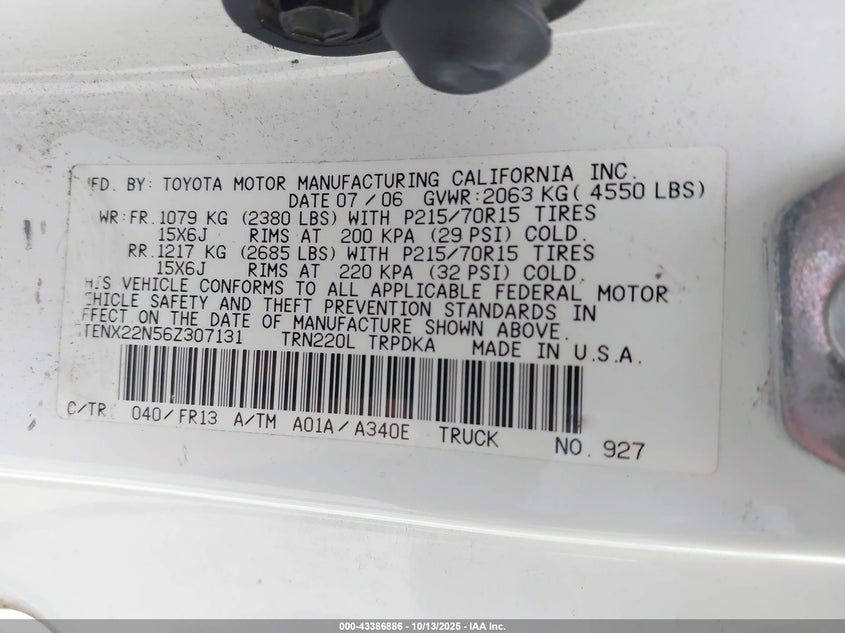 MFD. BY: TOYOTA MOTOR MANUFACTURING CALIFORNIA INC.
DATE 07 / 06 GVWR: 2063 KG( 4550 LBS)
WR: FR. 1079 KG (2380 LBS) WITH P215/70R15 TIRES
15X6J RIMS AT 200 KPA (29 PSI) COLD.
RR. 1217 KG (2685 LBS) WITH P215/70R15 TIRES
15X6J RIMS AT 220 KPA (32 PSI) COLD.
HIS VEHICLE CONFORMS TO ALL APPLICABLE FEDERAL MOTOR
EHICLE SAFETY AND THEFT PREVENTION STANDARDS IN
FFECT ON THE DATE OF MANUFACTURE SHOWN ABOVE.
TENX22N56Z307131 TRN220L TRPDKA MADE IN U.S.A.
C/TR: 040/FR13 A/TM A01A/A340E TRUCK NO. 927
000-43386886 - 10/13/2025 - IAA Inc.